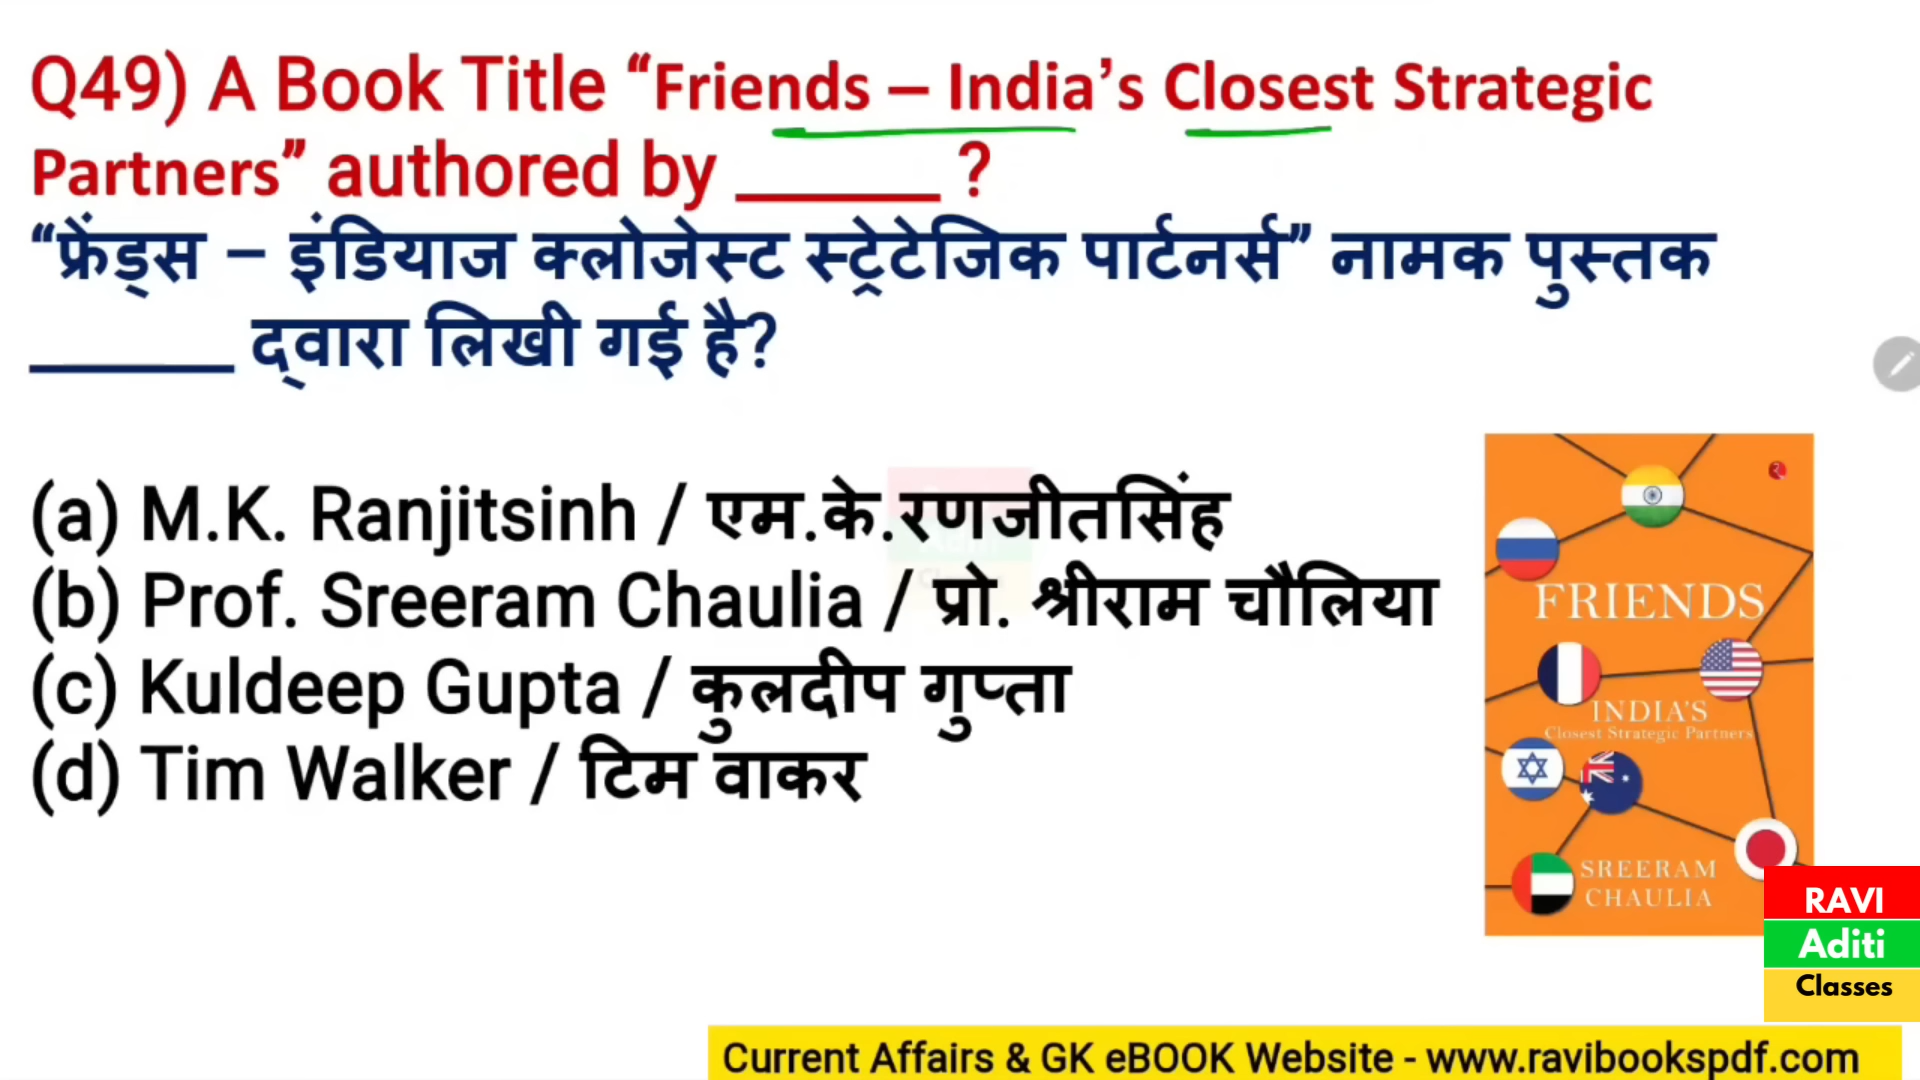 Q49) A Book Title “Friends – India’s Closest Strategic
Partners” authored by ______ ?
“फ्रेंड्स – इंडियाज क्लोजेस्ट स्ट्रेटेजिक पार्टनर्स” नामक पुस्तक
______ द्वारा लिखी गई है?
(a) M.K. Ranjitsinh / एम.के.रणजीतसिंह
(b) Prof. Sreeram Chaulia / प्रो. श्रीराम चौलिया
(c) Kuldeep Gupta / कुलदीप गुप्ता
(d) Tim Walker / टिम वाकर
FRIENDS
INDIA'S
Closest Strategic Partners
SREERAM
CHAULIA
RAVI
Aditi
Classes
Current Affairs & GK eBOOK Website - www.ravibookspdf.com